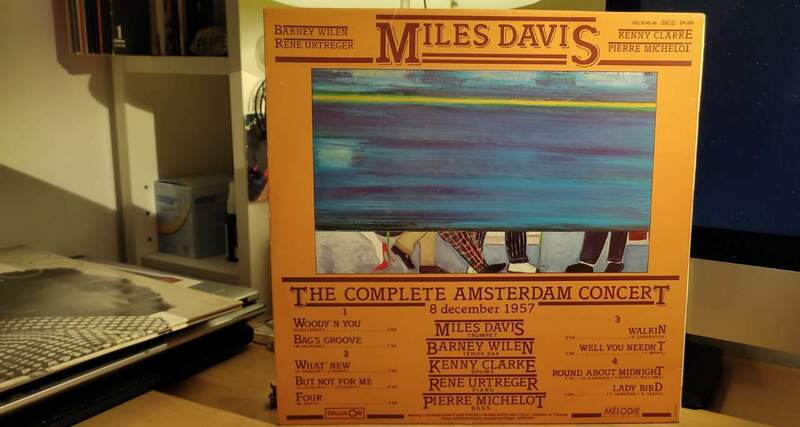 BARNEY WILEN
RENE URTREGER
MILES DAVIS
KENNY CLARKE
PIERRE MICHELOT
THE COMPLETE AMSTERDAM CONCERT
8 december 1957
1
WOODY'N YOU
BAG'S GROOVE
2
WHAT' NEW
BUT NOT FOR ME
FOUR
MILES DAVIS
TRUMPET
BARNEY WILEN
TENOR SAX
KENNY CLARKE
DRUMS
RENE URTREGER
PIANO
PIERRE MICHELOT
BASS
3
WALKIN
WELL YOU NEEDN'T
4
ROUND ABOUT MIDNIGHT
LADY BIRD
CELLULOID
MÉLODIE
1